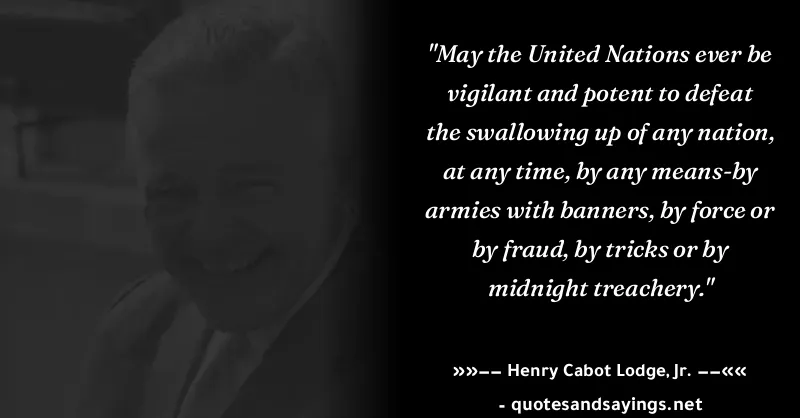 "May the United Nations ever be
vigilant and potent to defeat
the swallowing up of any nation,
at any time, by any means-by
armies with banners, by force or
by fraud, by tricks or by
midnight treachery."
»»−− Henry Cabot Lodge, Jr. −−««
- quotesandsayings.net